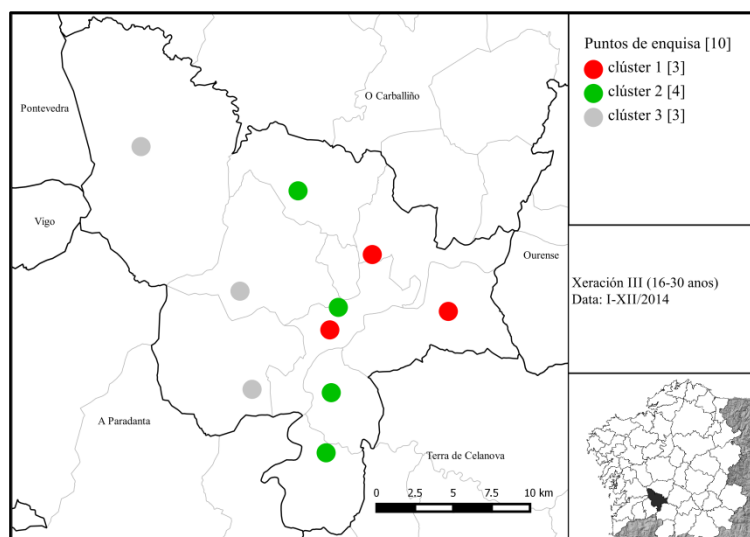 Pontevedra
Vigo
O Carballiño
Ourense
A Paradanta
Terra de Celanova
0 2.5 5 7.5 10 km
Puntos de enquisa [10]
clúster 1 [3]
clúster 2 [4]
clúster 3 [3]
Xeración III (16-30 anos)
Data: I-XII/2014